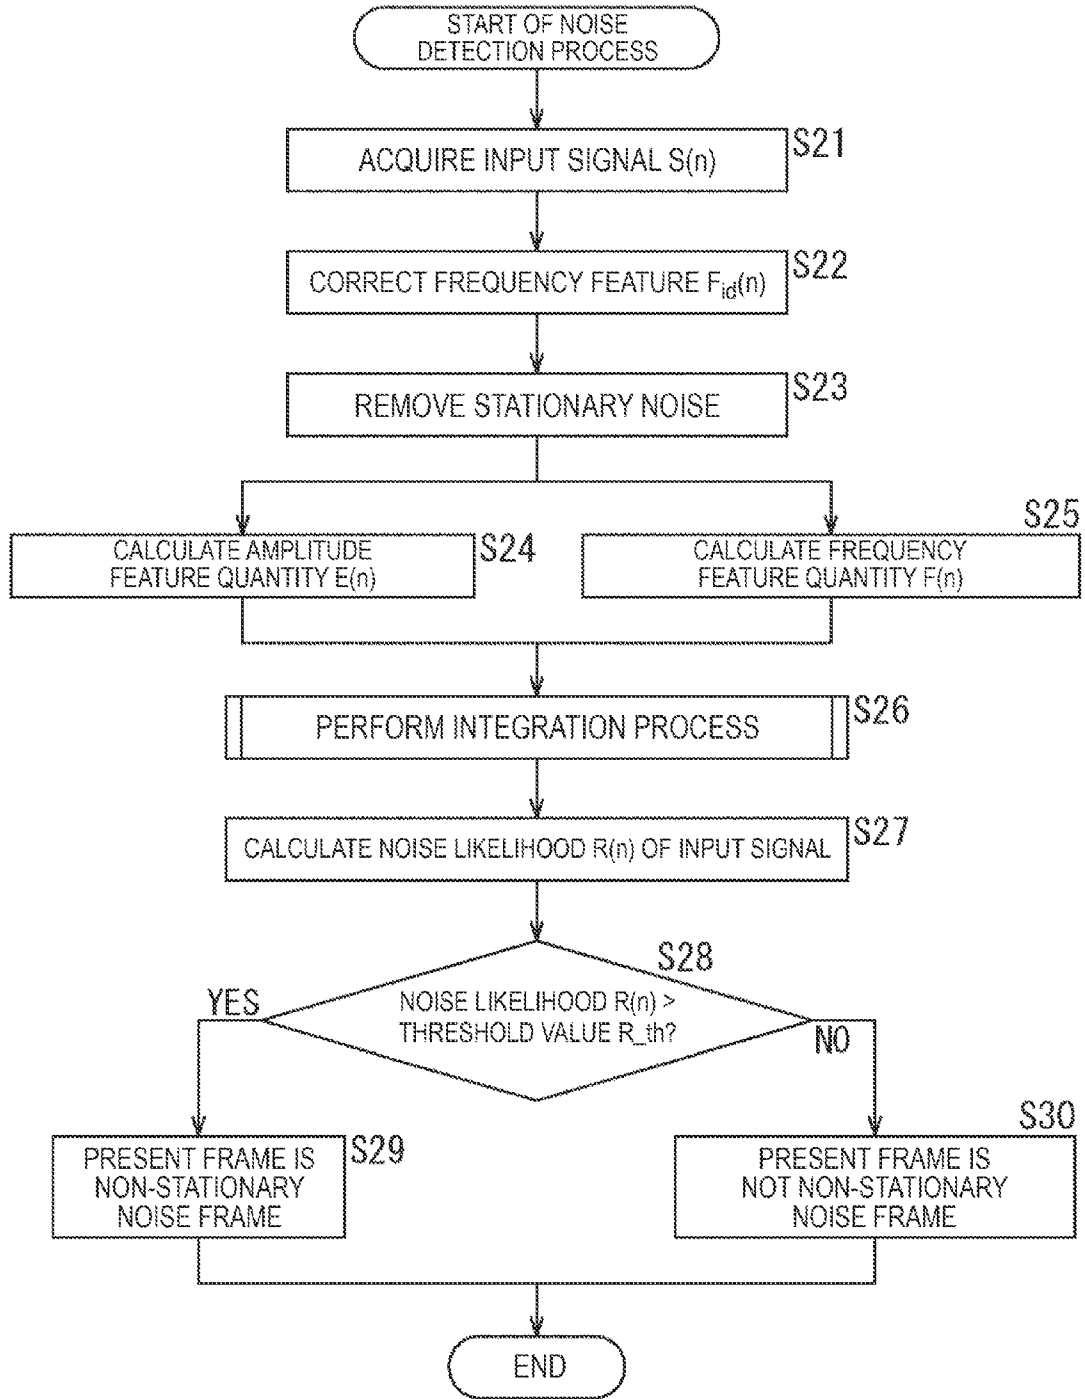 START OF NOISE
DETECTION PROCESS
S21
ACQUIRE INPUT SIGNAL S(n)
S22
CORRECT FREQUENCY FEATURE Fid(n)
S23
REMOVE STATIONARY NOISE
S24
CALCULATE AMPLITUDE
FEATURE QUANTITY E(n)
S25
CALCULATE FREQUENCY
FEATURE QUANTITY F(n)
S26
PERFORM INTEGRATION PROCESS
S27
CALCULATE NOISE LIKELIHOOD R(n) OF INPUT SIGNAL
S28
NOISE LIKELIHOOD R(n) >
THRESHOLD VALUE R_th?
YES
NO
S29
PRESENT FRAME IS
NON-STATIONARY
NOISE FRAME
S30
PRESENT FRAME IS
NOT NON-STATIONARY
NOISE FRAME
END